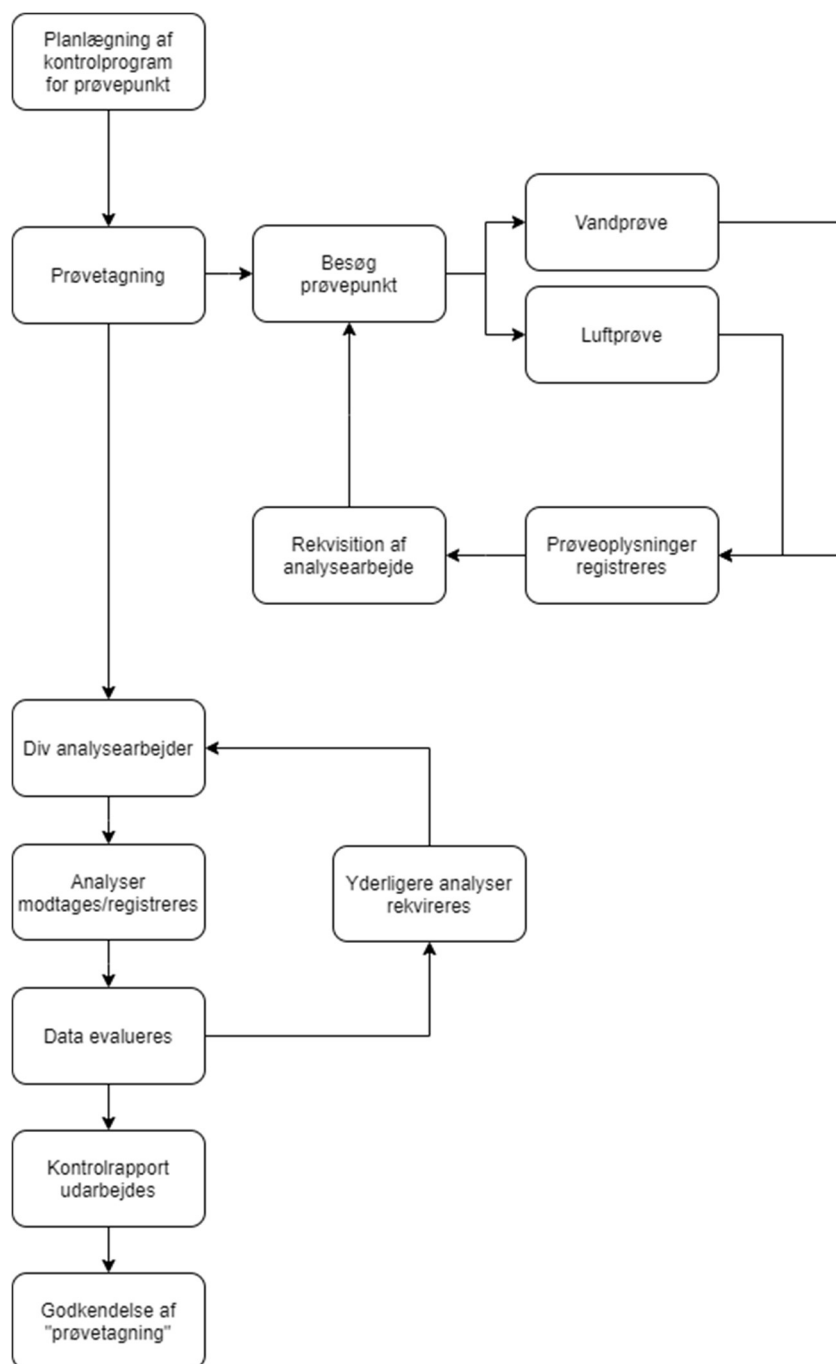 Planlægning af
kontrolprogram
for prøvepunkt
Prøvetagning
Besøg
prøvepunkt
Vandprøve
Luftprøve
Rekvisition af
analysearbejde
Prøveoplysninger
registreres
Div analysearbejder
Analyser
modtages/registreres
Yderligere analyser
rekvireres
Data evalueres
Kontrolrapport
udarbejdes
Godkendelse af
"prøvetagning"